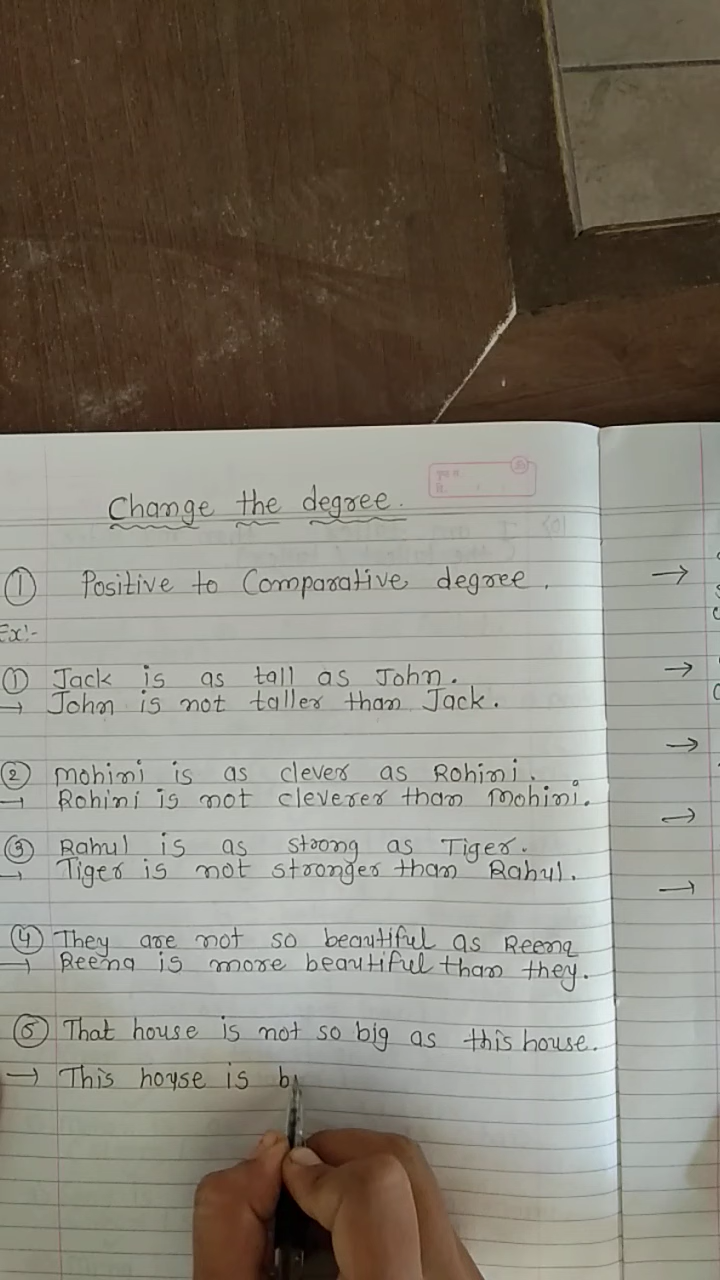 Change the degree.
① Positive to Comparative degree.
Ex:-
① Jack is as tall as John.
→ John is not taller than Jack.
② Mohini is as clever as Rohini.
→ Rohini is not cleverer than Mohini.
③ Rahul is as strong as Tiger.
→ Tiger is not stronger than Rahul.
④ They are not so beautiful as Reena
→ Reena is more beautiful than they.
⑤ That house is not so big as this house.
→ This house is b